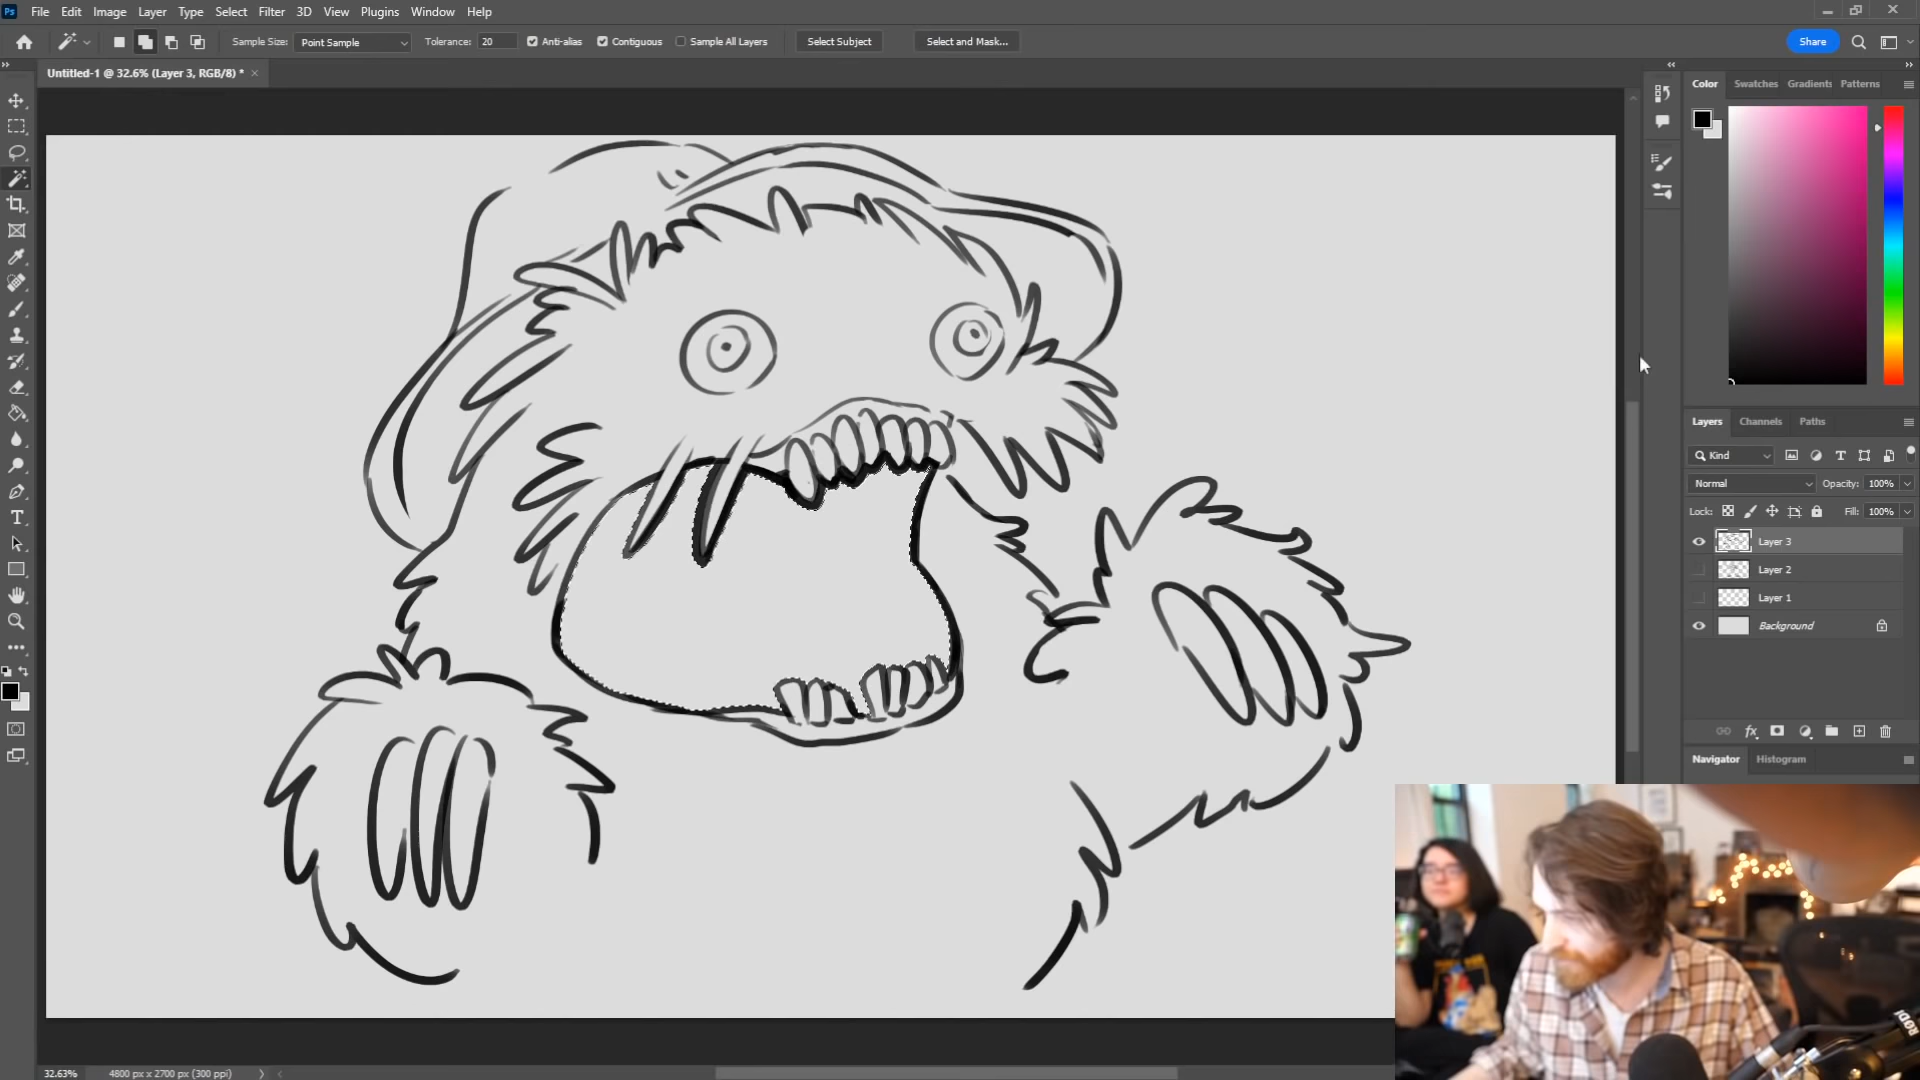 Ps File Edit Image Layer Type Select Filter 3D View Plugins Window Help
Sample Size: Point Sample Tolerance: 20 Anti-alias Contiguous Sample All Layers Select Subject Select and Mask... Share
Untitled-1 @ 32.6% (Layer 3, RGB/8) *
Color Swatches Gradients Patterns
Layers Channels Paths
Kind
Normal Opacity: 100%
Lock: Fill: 100%
Layer 3
Layer 2
Layer 1
Background
fx
Navigator Histogram
RØDE
32.63% 4800 px x 2700 px (300 ppi)